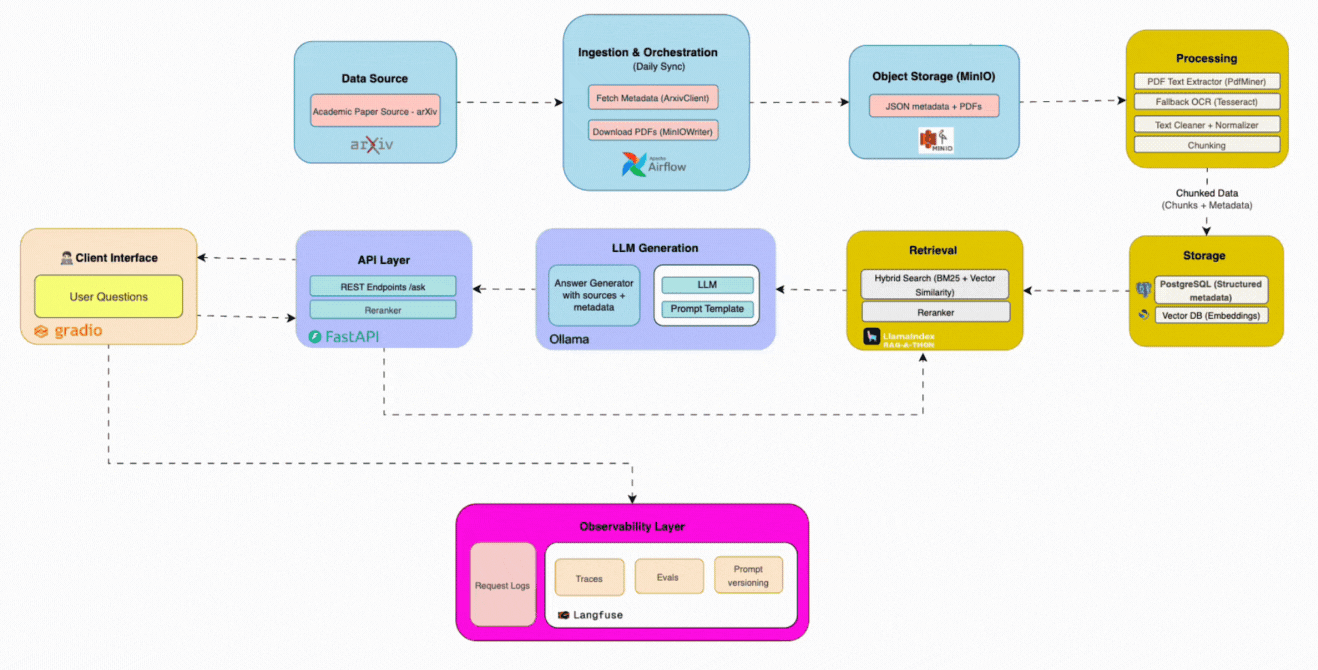 Data Source
Academic Paper Source - arXiv
arXiv
Ingestion & Orchestration
(Daily Sync)
Fetch Metadata (ArxivClient)
Download PDFs (MinIOWriter)
Apache
Airflow
Object Storage (MinIO)
JSON metadata + PDFs
MINIO
Processing
PDF Text Extractor (PdfMiner)
Fallback OCR (Tesseract)
Text Cleaner + Normalizer
Chunking
Chunked Data
(Chunks + Metadata)
Client Interface
User Questions
gradio
API Layer
REST Endpoints /ask
Reranker
FastAPI
LLM Generation
Answer Generator
with sources +
metadata
LLM
Prompt Template
Ollama
Retrieval
Hybrid Search (BM25 + Vector
Similarity)
Reranker
LlamaIndex
RAG-A-THON
Storage
PostgreSQL (Structured
metadata)
Vector DB (Embeddings)
Observability Layer
Request Logs
Traces
Evals
Prompt
versioning
Langfuse